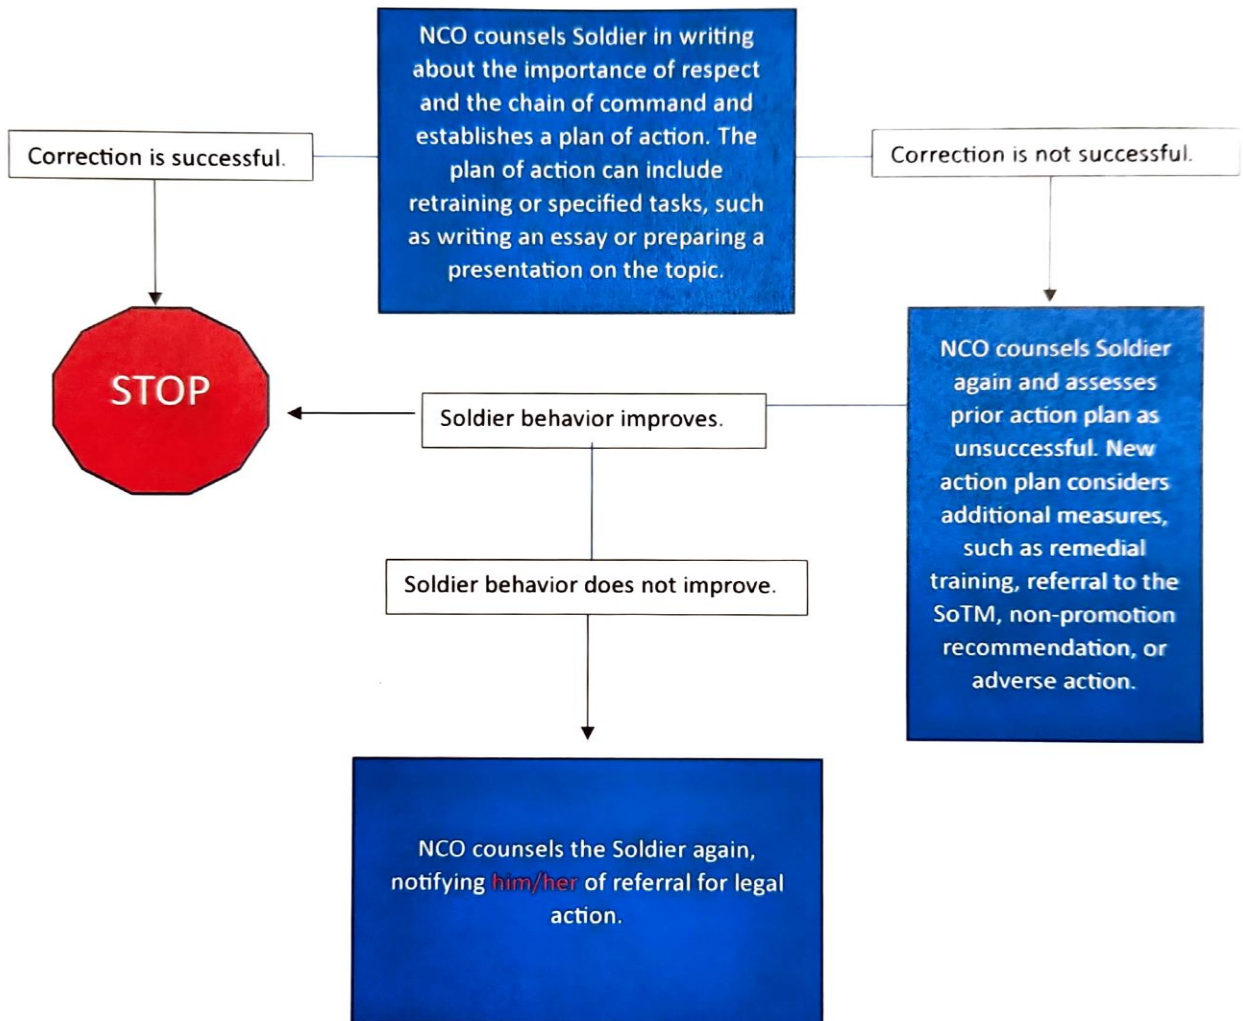 NCO counsels Soldier in writing
about the importance of respect
and the chain of command and
establishes a plan of action. The
plan of action can include
retraining or specified tasks, such
as writing an essay or preparing a
presentation on the topic.
Correction is successful.
Correction is not successful.
STOP
NCO counsels Soldier
again and assesses
prior action plan as
unsuccessful. New
action plan considers
additional measures,
such as remedial
training, referral to the
SoTM, non-promotion
recommendation, or
adverse action.
Soldier behavior improves.
Soldier behavior does not improve.
NCO counsels the Soldier again,
notifying him/her of referral for legal
action.